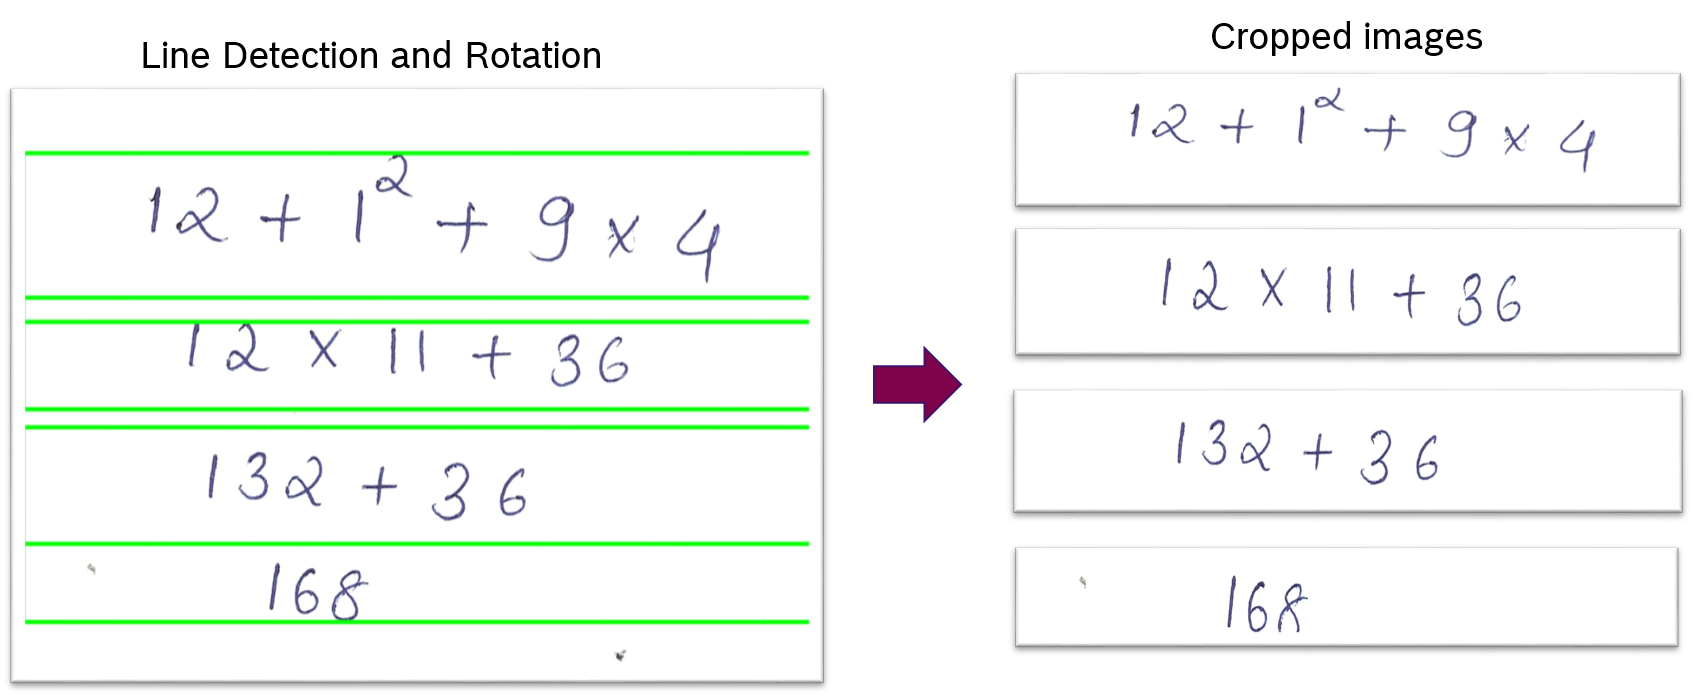 Line Detection and Rotation
12 + 1² + 9 × 4
12 × 11 + 36
132 + 36
168
Cropped images
12 + 1² + 9 × 4
12 × 11 + 36
132 + 36
168